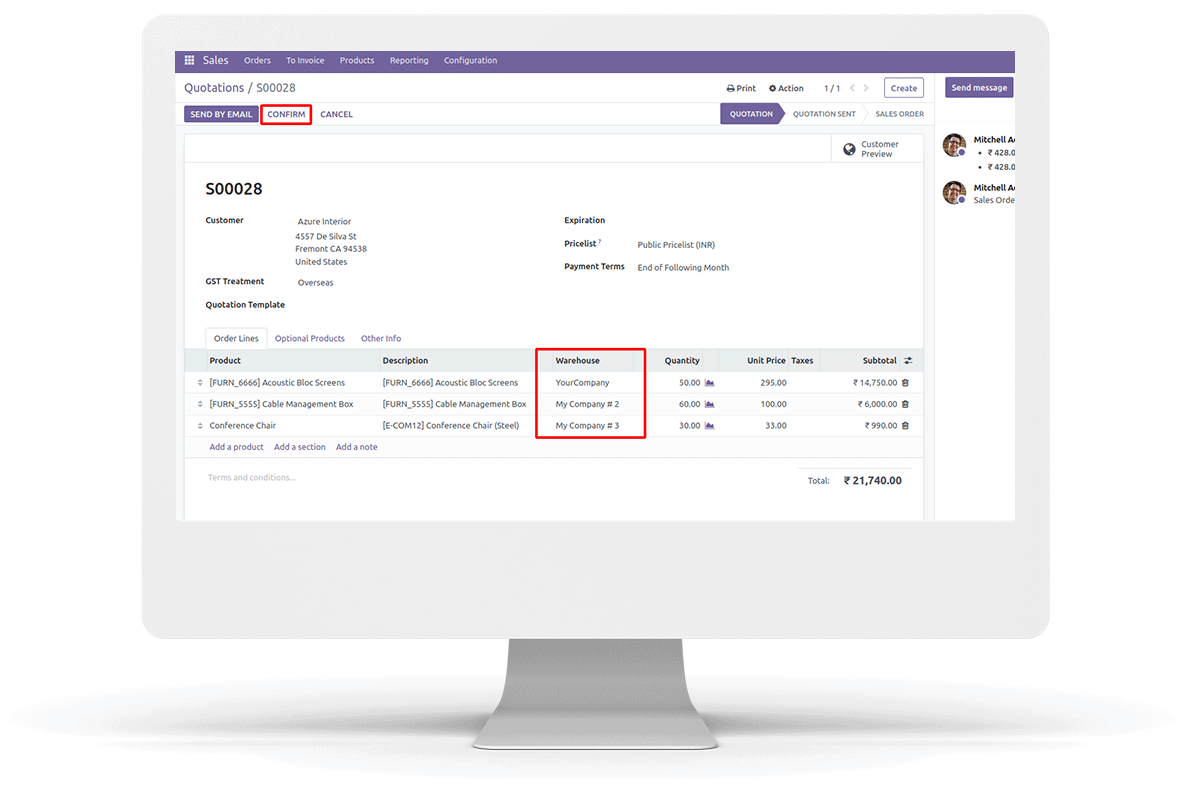 Sales Orders To Invoice Products Reporting Configuration
Quotations / S00028 Print Action 1 / 1 Create Send message
SEND BY EMAIL CONFIRM CANCEL QUOTATION QUOTATION SENT SALES ORDER
Customer
Preview
Mitchell A
• ₹ 428.0
• ₹ 428.0
Mitchell A
Sales Orde
S00028
Customer Azure Interior
4557 De Silva St
Fremont CA 94538
United States
GST Treatment Overseas
Quotation Template
Expiration
Pricelist ? Public Pricelist (INR)
Payment Terms End of Following Month
Order Lines Optional Products Other Info
Product Description Warehouse Quantity Unit Price Taxes Subtotal
[FURN_6666] Acoustic Bloc Screens [FURN_6666] Acoustic Bloc Screens YourCompany 50.00 295.00 ₹ 14,750.00
[FURN_5555] Cable Management Box [FURN_5555] Cable Management Box My Company # 2 60.00 100.00 ₹ 6,000.00
Conference Chair [E-COM12] Conference Chair (Steel) My Company # 3 30.00 33.00 ₹ 990.00
Add a product Add a section Add a note
Terms and conditions...
Total: ₹ 21,740.00